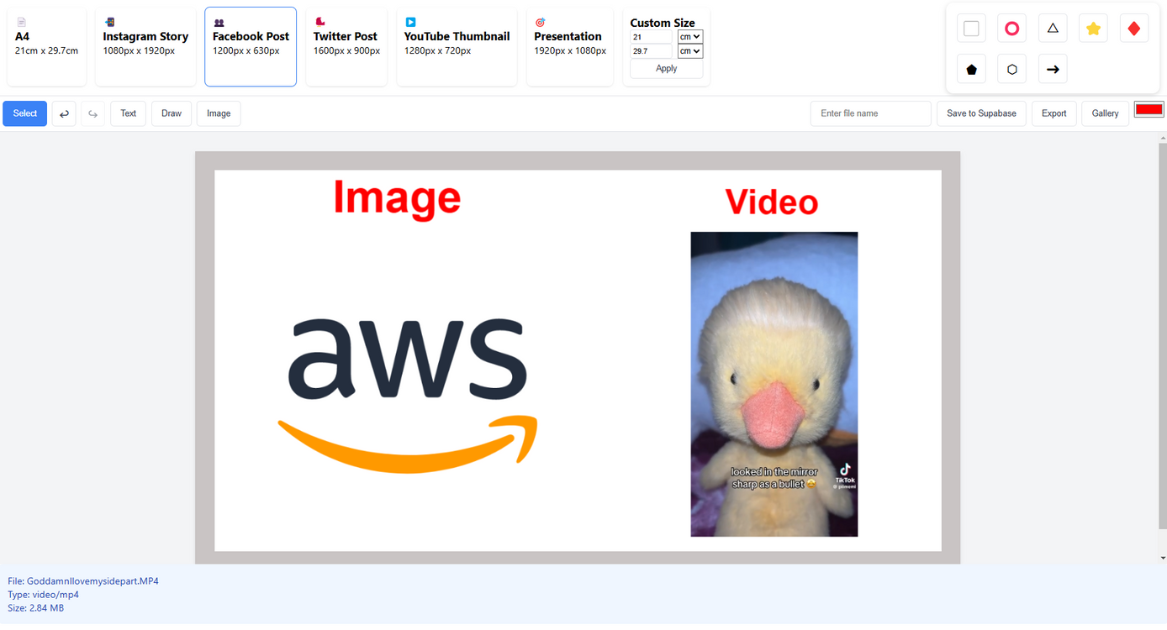 A4
21cm x 29.7cm
Instagram Story
1080px x 1920px
Facebook Post
1200px x 630px
Twitter Post
1600px x 900px
YouTube Thumbnail
1280px x 720px
Presentation
1920px x 1080px
Custom Size
21 cm
29.7 cm
Apply
Select
Text
Draw
Image
Enter file name
Save to Supabase
Export
Gallery
Image
Video
aws
looked in the mirror
sharp as a bullet
TikTok
File: GoddamnIlovemysidepart.MP4
Type: video/mp4
Size: 2.84 MB